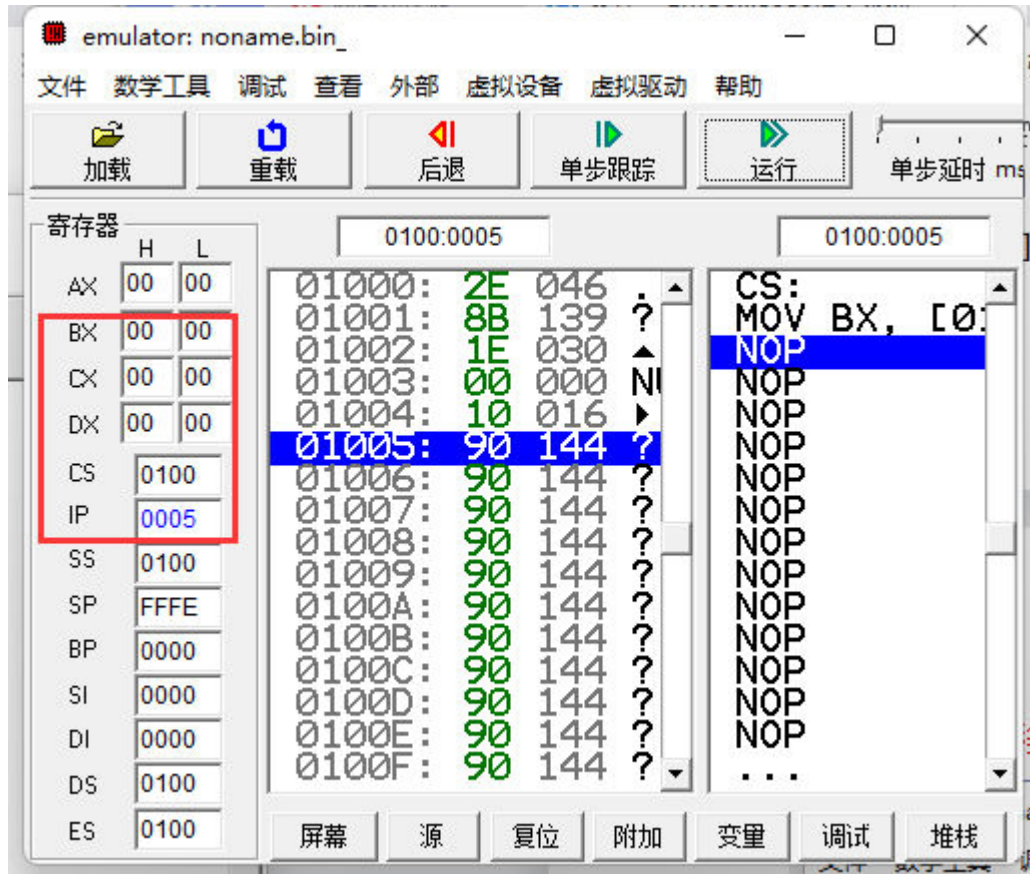 emulator: noname.bin_
文件 数学工具 调试 查看 外部 虚拟设备 虚拟驱动 帮助
加载 重载 后退 单步跟踪 运行 单步延时 ms
寄存器
H L
AX 00 00
BX 00 00
CX 00 00
DX 00 00
CS 0100
IP 0005
SS 0100
SP FFFE
BP 0000
SI 0000
DI 0000
DS 0100
ES 0100
0100:0005
01000: 2E 046 .
01001: 8B 139 ?
01002: 1E 030 ▲
01003: 00 000 NU
01004: 10 016 ►
01005: 90 144 ?
01006: 90 144 ?
01007: 90 144 ?
01008: 90 144 ?
01009: 90 144 ?
0100A: 90 144 ?
0100B: 90 144 ?
0100C: 90 144 ?
0100D: 90 144 ?
0100E: 90 144 ?
0100F: 90 144 ?
0100:0005
CS:
MOV BX, [0
NOP
NOP
NOP
NOP
NOP
NOP
NOP
NOP
NOP
NOP
NOP
NOP
NOP
...
屏幕 源 复位 附加 变量 调试 堆栈